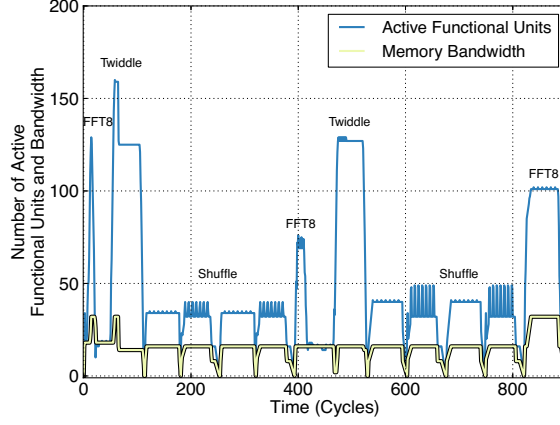 200
150
100
50
0
Number of Active
Functional Units and Bandwidth
Active Functional Units
Memory Bandwidth
Twiddle
FFT8
Shuffle
FFT8
Twiddle
Shuffle
FFT8
0
200
400
600
800
Time (Cycles)